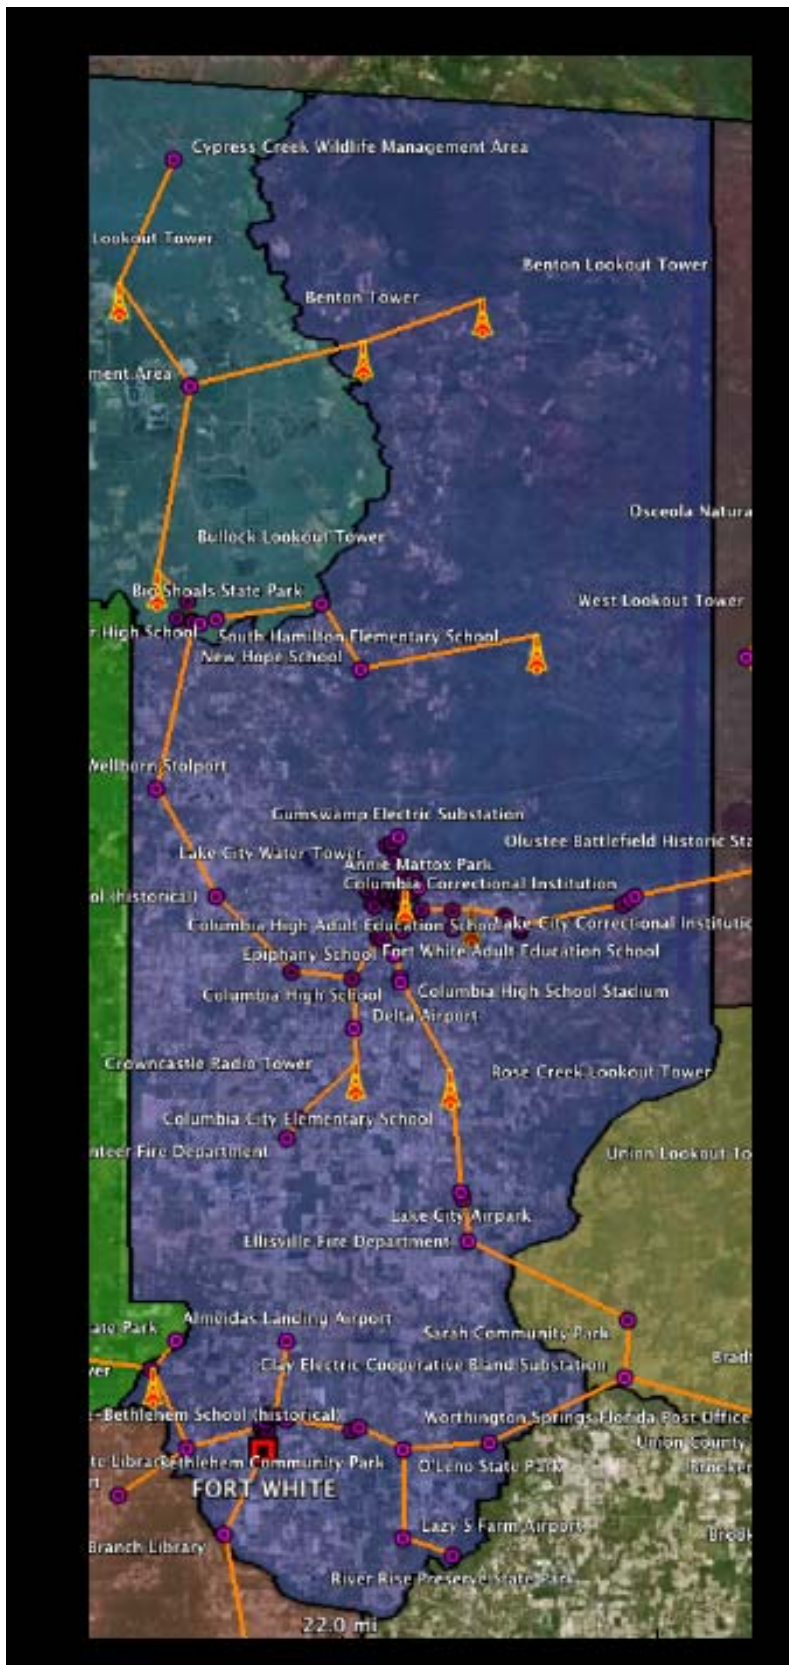 Cypress Creek Wildlife Management Area
Lookout Tower
Benton Lookout Tower
Benton Tower
ment Area
Osceola Natura
Bullock Lookout Tower
Big Shoals State Park
West Lookout Tower
r High School
South Hamilton Elementary School
New Hope School
Wellborn Stolport
Gumswamp Electric Substation
Olustee Battlefield Historic Sta
Lake City Water Tower
Annie Mattox Park
Columbia Correctional Institution
ol (historical)
Columbia High Adult Education School
Lake City Correctional Institutio
Epiphany School
Fort White Adult Education School
Columbia High School
Columbia High School Stadium
Delta Airport
Crowncastle Radio Tower
Rose Creek Lookout Tower
Columbia City Elementary School
nteer Fire Department
Union Lookout To
Lake City Airpark
Ellisville Fire Department
Almeidas Landing Airport
ate Park
Sarah Community Park
Bradf
Clay Electric Cooperative Bland Substation
wer
-Bethlehem School (historical)
Worthington Springs Florida Post Office
Union County
te Librar
Bethlehem Community Park
O'Leno State Park
Brooker
rt
FORT WHITE
Lazy S Farm Airport
Brook
Branch Library
River Rise Preserve State Park
22.0 mi